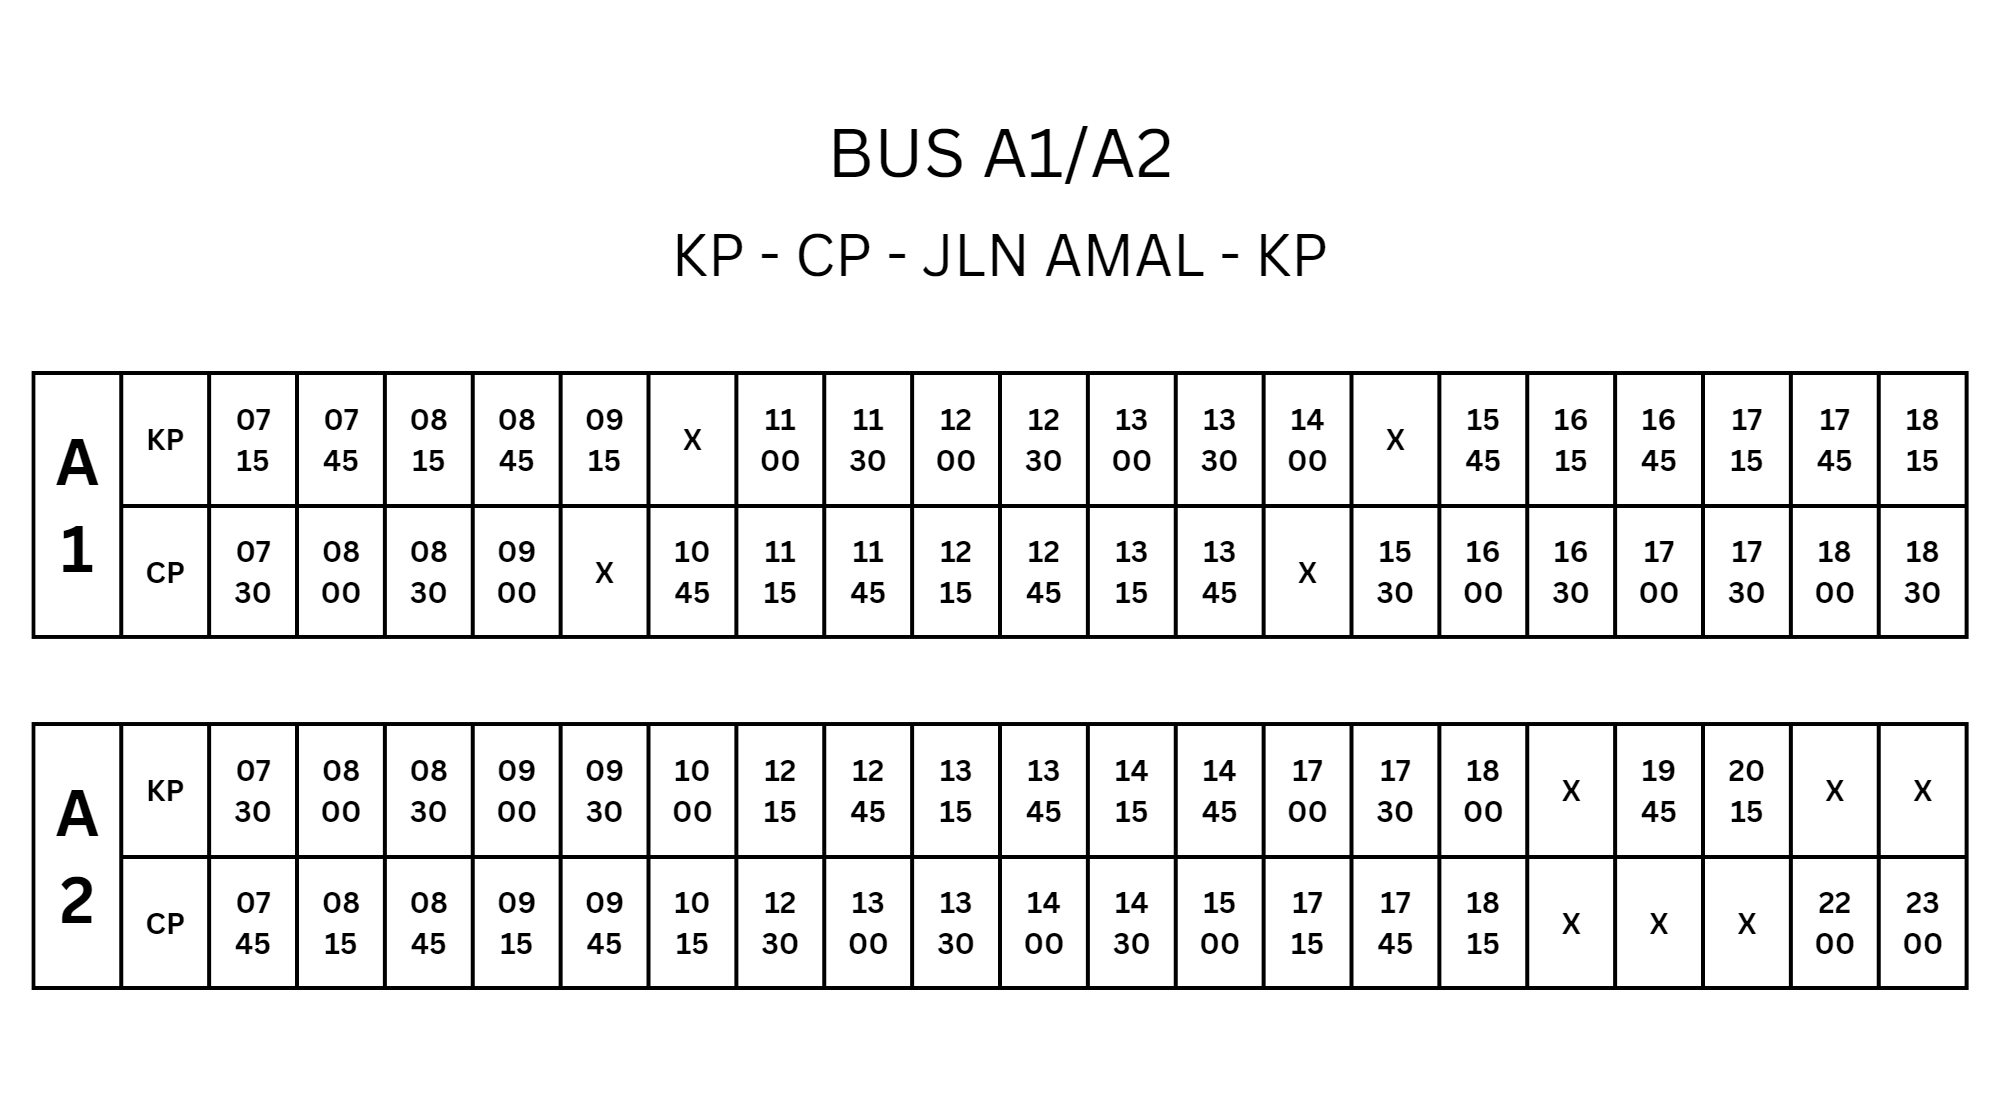 BUS A1/A2
KP - CP - JLN AMAL - KP
A
1
KP
07 07 08 08 09 X 11 11 12 12 13 13 14 X 15 16 16 17 17 18
15 45 15 45 15 00 30 00 30 00 30 00 45 15 45 15 45 15
CP
07 08 08 09 X 10 11 11 12 12 13 13 X 15 16 16 17 17 18 18
30 00 30 00 45 15 45 15 45 15 45 30 00 30 00 30 00 30
A
2
KP
07 08 08 09 09 10 12 12 13 13 14 14 17 17 18 X 19 20 X X
30 00 30 00 30 00 15 45 15 45 15 45 00 30 00 45 15
CP
07 08 08 09 09 10 12 13 13 14 14 15 17 17 18 X X X 22 23
45 15 45 15 45 15 30 00 30 00 30 00 15 45 15 00 00